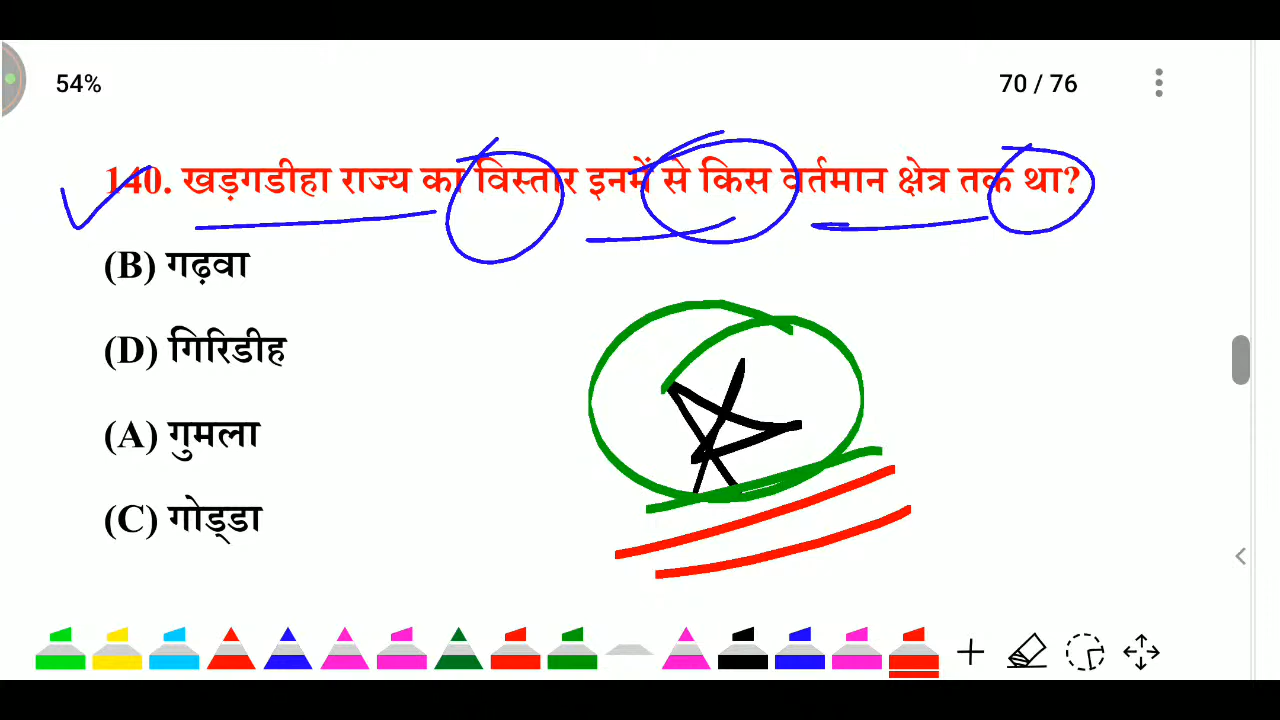 54%
70 / 76
140. खड़गडीहा राज्य का विस्तार इनमें से किस वर्तमान क्षेत्र तक था?
(B) गढ़वा
(D) गिरिडीह
(A) गुमला
(C) गोड्डा